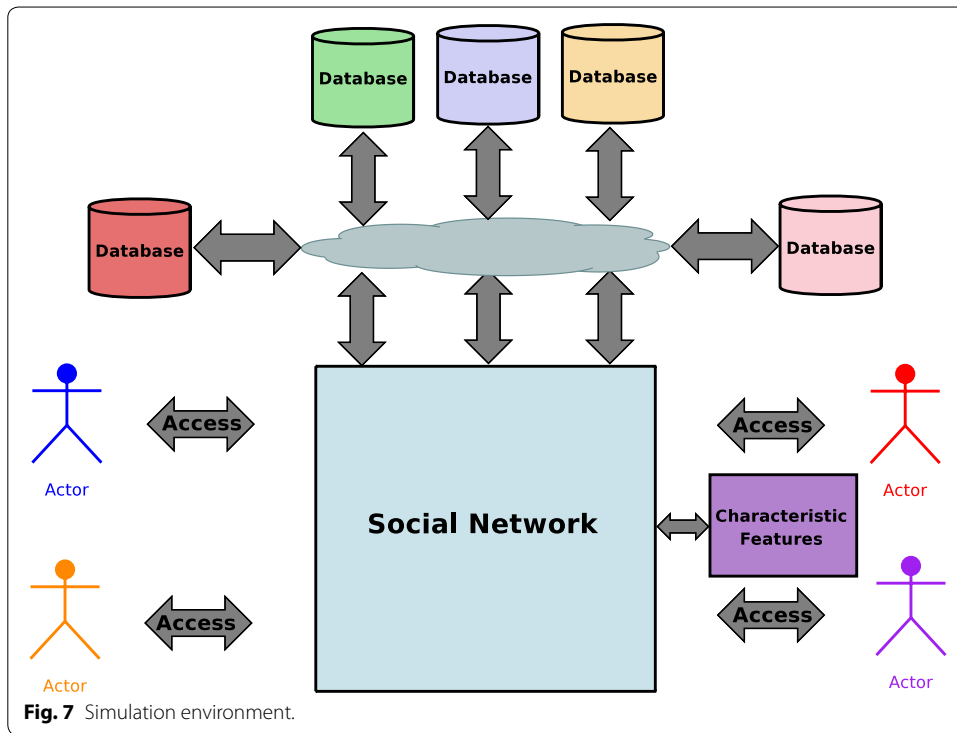 Database
Database
Database
Database
Database
Access
Access
Actor
Actor
Social Network
Characteristic
Features
Access
Access
Actor
Actor
Fig. 7 Simulation environment.